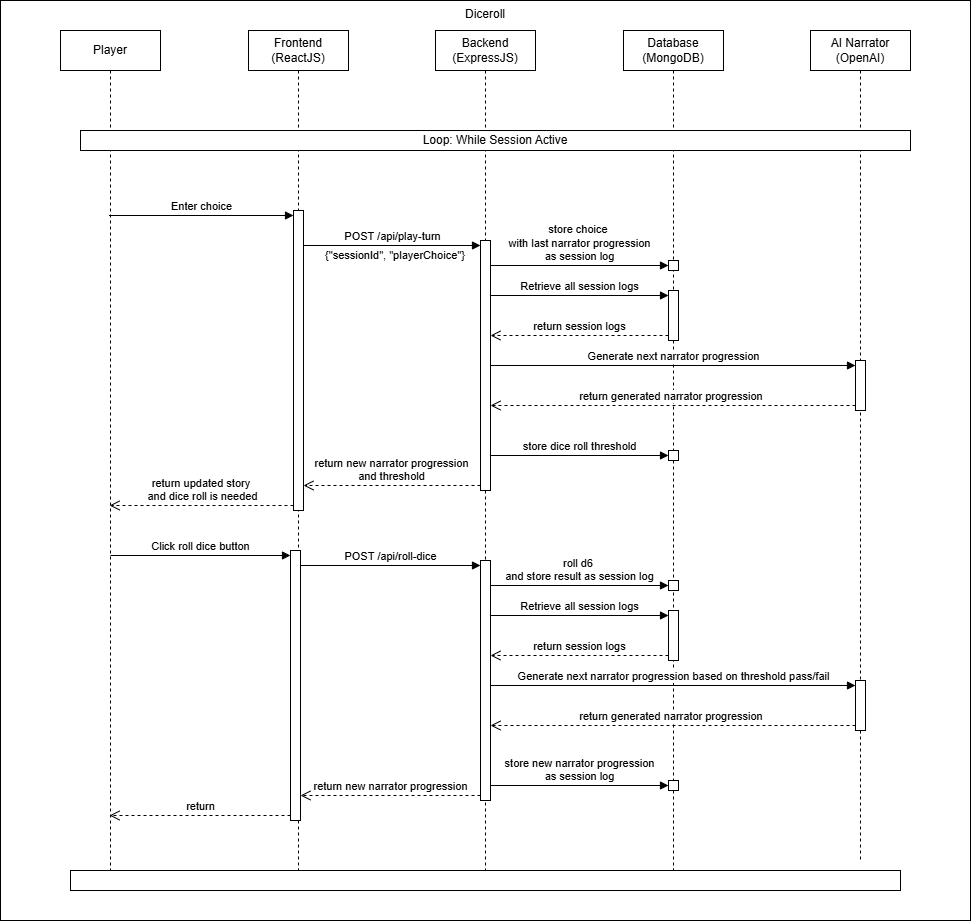 Diceroll
Player
Frontend
(ReactJS)
Backend
(ExpressJS)
Database
(MongoDB)
AI Narrator
(OpenAI)
Loop: While Session Active
Enter choice
POST /api/play-turn
{"sessionId", "playerChoice"}
store choice
with last narrator progression
as session log
Retrieve all session logs
return session logs
Generate next narrator progression
return generated narrator progression
store dice roll threshold
return new narrator progression
and threshold
return updated story
and dice roll is needed
Click roll dice button
POST /api/roll-dice
roll d6
and store result as session log
Retrieve all session logs
return session logs
Generate next narrator progression based on threshold pass/fail
return generated narrator progression
store new narrator progression
as session log
return new narrator progression
return